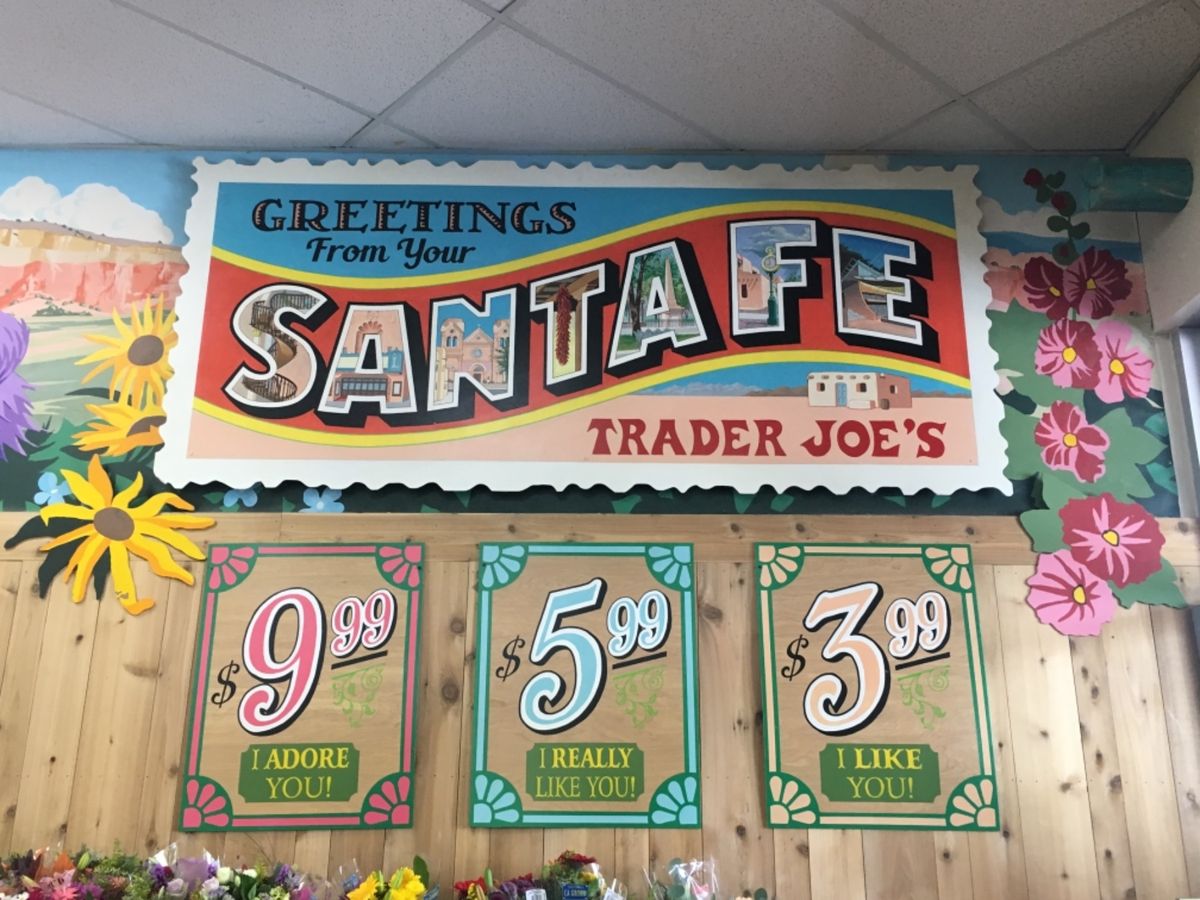 GREETINGS
From Your
SANTA FE
TRADER JOE'S
$9.99
I ADORE
YOU!
$5.99
I REALLY
LIKE YOU!
$3.99
I LIKE
YOU!